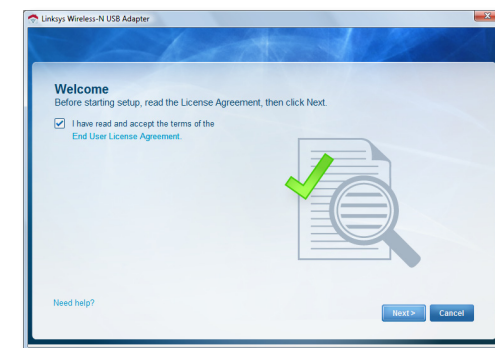 Linksys Wireless-N USB Adapter
Welcome
Before starting setup, read the License Agreement, then click Next.
I have read and accept the terms of the
End User License Agreement.
Need help?
Next >
Cancel